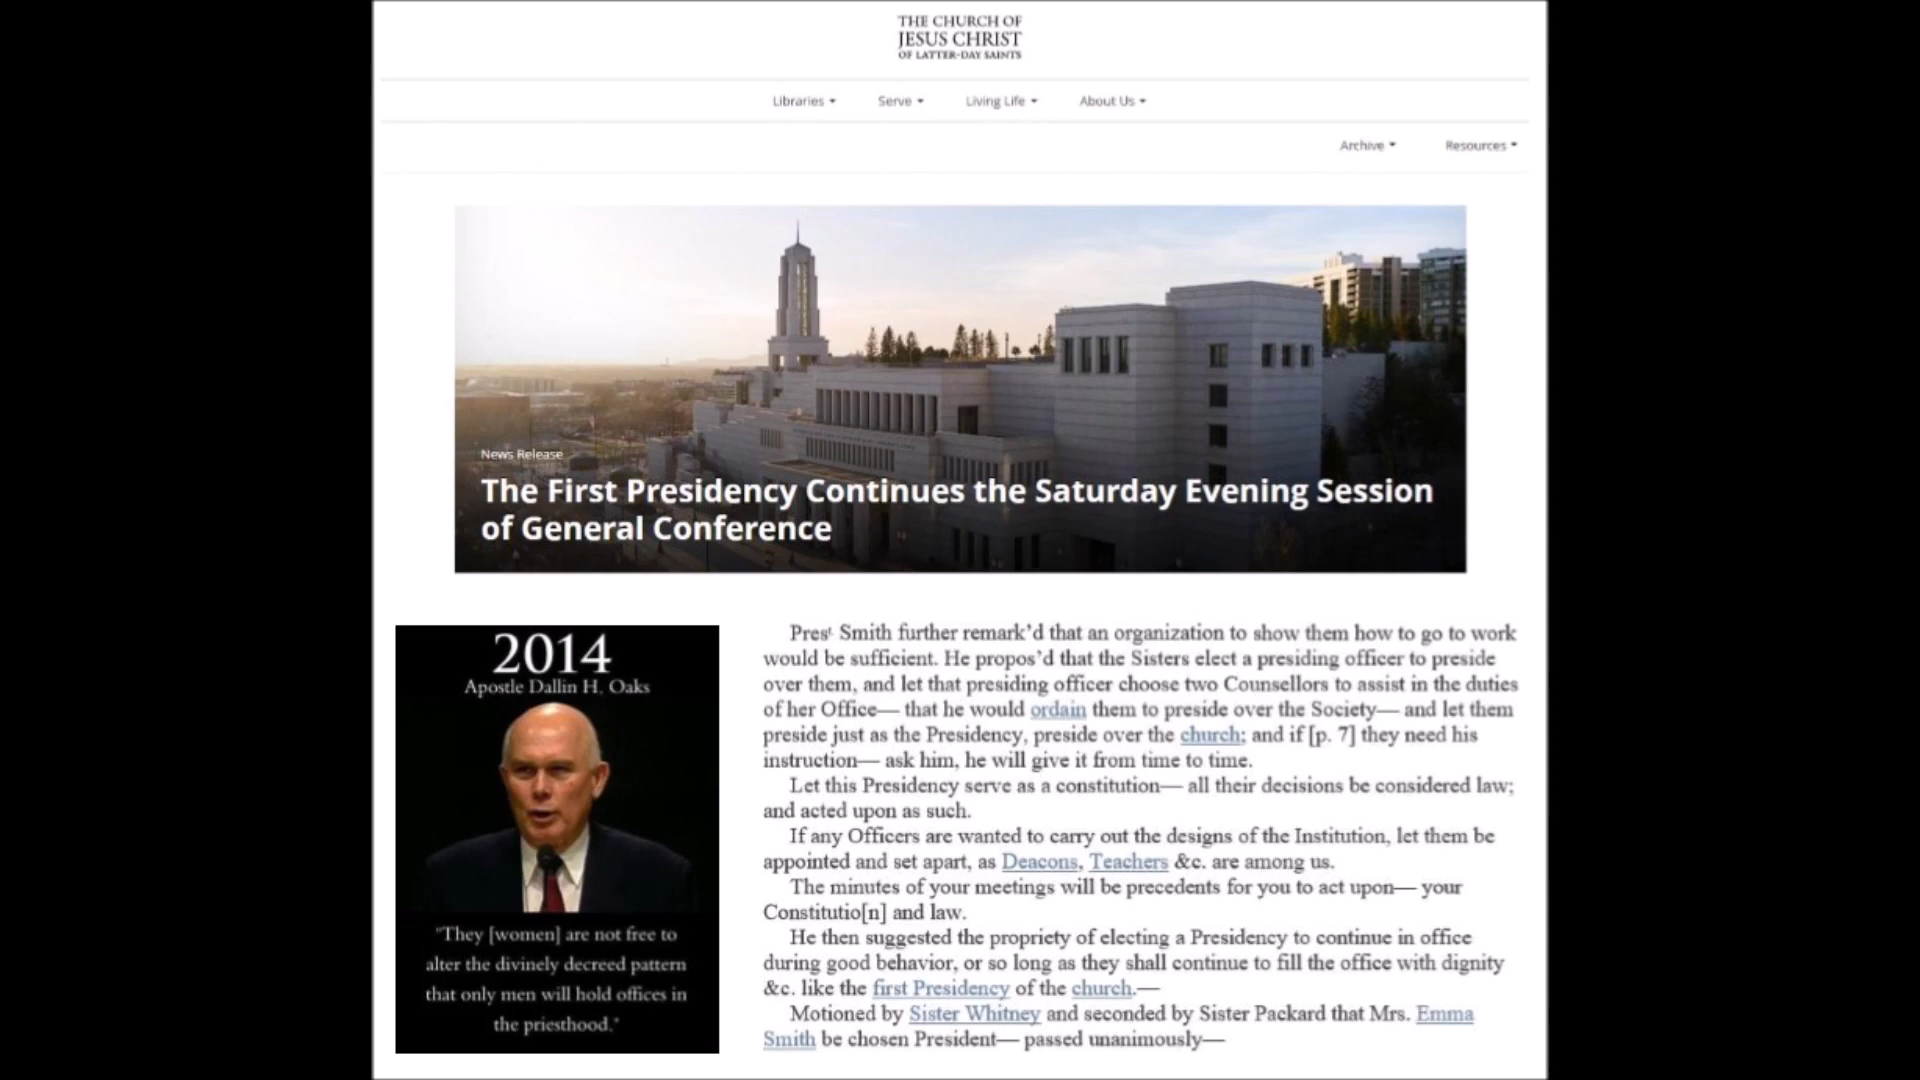 THE CHURCH OF
JESUS CHRIST
OF LATTER-DAY SAINTS
Libraries
Serve
Living Life
About Us
Archive
Resources
News Release
The First Presidency Continues the Saturday Evening Session
of General Conference
2014
Apostle Dallin H. Oaks
"They [women] are not free to
alter the divinely decreed pattern
that only men will hold offices in
the priesthood."
Presᵗ Smith further remark’d that an organization to show them how to go to work
would be sufficient. He propos’d that the Sisters elect a presiding officer to preside
over them, and let that presiding officer choose two Counsellors to assist in the duties
of her Office— that he would ordain them to preside over the Society— and let them
preside just as the Presidency, preside over the church; and if [p. 7] they need his
instruction— ask him, he will give it from time to time.
Let this Presidency serve as a constitution— all their decisions be considered law;
and acted upon as such.
If any Officers are wanted to carry out the designs of the Institution, let them be
appointed and set apart, as Deacons, Teachers &c. are among us.
The minutes of your meetings will be precedents for you to act upon— your
Constitutio[n] and law.
He then suggested the propriety of electing a Presidency to continue in office
during good behavior, or so long as they shall continue to fill the office with dignity
&c. like the first Presidency of the church.—
Motioned by Sister Whitney and seconded by Sister Packard that Mrs. Emma
Smith be chosen President— passed unanimously—